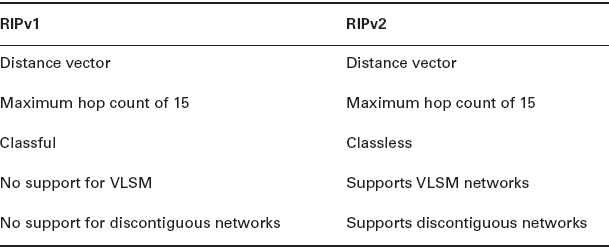 RIPv1 RIPv2
Distance vector Distance vector
Maximum hop count of 15 Maximum hop count of 15
Classful Classless
No support for VLSM Supports VLSM networks
No support for discontiguous networks Supports discontiguous networks